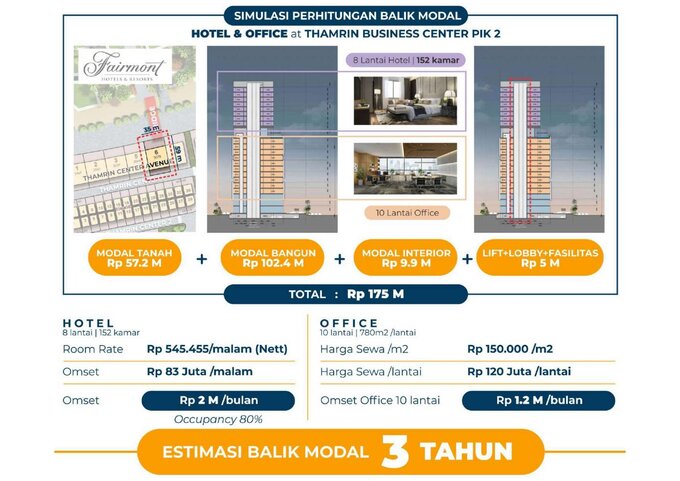 SIMULASI PERHITUNGAN BALIK MODAL
HOTEL & OFFICE at THAMRIN BUSINESS CENTER PIK 2
Fairmont
HOTELS & RESORTS
35 m
6
THAMRIN CENTER AVENUE
THAMRIN CENTER
8 Lantai Hotel | 152 kamar
10 Lantai Office
MODAL TANAH
Rp 57.2 M
+
MODAL BANGUN
Rp 102.4 M
+
MODAL INTERIOR
Rp 9.9 M
+
LIFT+LOBBY+FASILITAS
Rp 5 M
TOTAL : Rp 175 M
HOTEL
8 lantai | 152 kamar
Room Rate Rp 545.455/malam (Nett)
Omset Rp 83 Juta /malam
Omset Rp 2 M /bulan
Occupancy 80%
OFFICE
10 lantai | 780m2 /lantai
Harga Sewa /m2 Rp 150.000 /m2
Harga Sewa /lantai Rp 120 Juta /lantai
Omset Office 10 lantai Rp 1.2 M /bulan
ESTIMASI BALIK MODAL 3 TAHUN